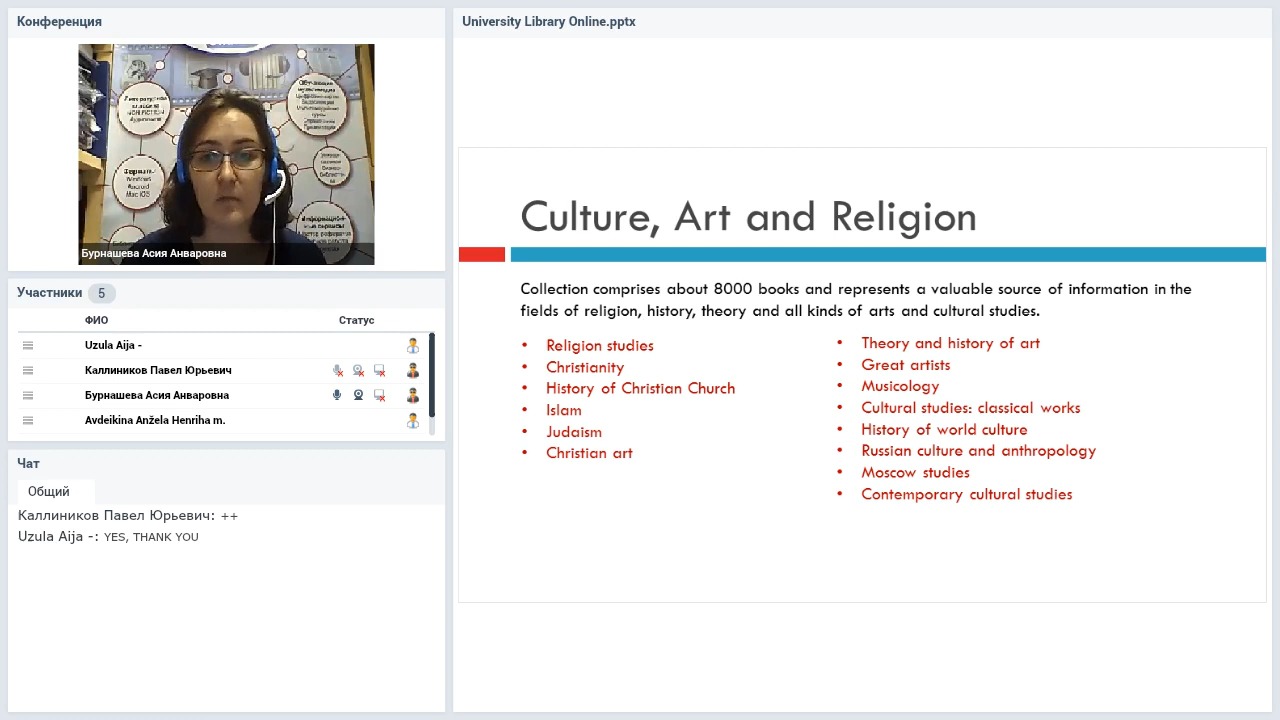 Конференция
Бурнашева Асия Анваровна
Участники 5
ФИО Статус
Uzula Aija -
Каллиников Павел Юрьевич
Бурнашева Асия Анваровна
Avdeikina Anžela Henriha m.
Чат
Общий
Каллиников Павел Юрьевич: ++
Uzula Aija -: YES, THANK YOU
University Library Online.pptx
Culture, Art and Religion
Collection comprises about 8000 books and represents a valuable source of information in the
fields of religion, history, theory and all kinds of arts and cultural studies.
• Religion studies
• Christianity
• History of Christian Church
• Islam
• Judaism
• Christian art
• Theory and history of art
• Great artists
• Musicology
• Cultural studies: classical works
• History of world culture
• Russian culture and anthropology
• Moscow studies
• Contemporary cultural studies